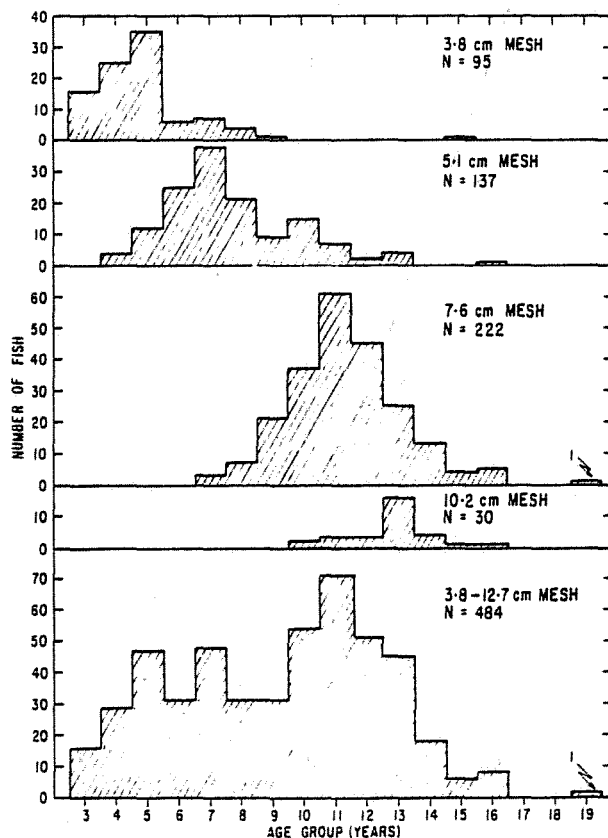 40
30
20
10
0
3·8 cm MESH
N = 95
30
20
10
0
5·1 cm MESH
N = 137
60
50
40
30
20
10
0
7·6 cm MESH
N = 222
1
10
0
10·2 cm MESH
N = 30
70
60
50
40
30
20
10
0
3·8–12·7 cm MESH
N = 484
1
NUMBER OF FISH
3 4 5 6 7 8 9 10 11 12 13 14 15 16 17 18 19
AGE GROUP (YEARS)